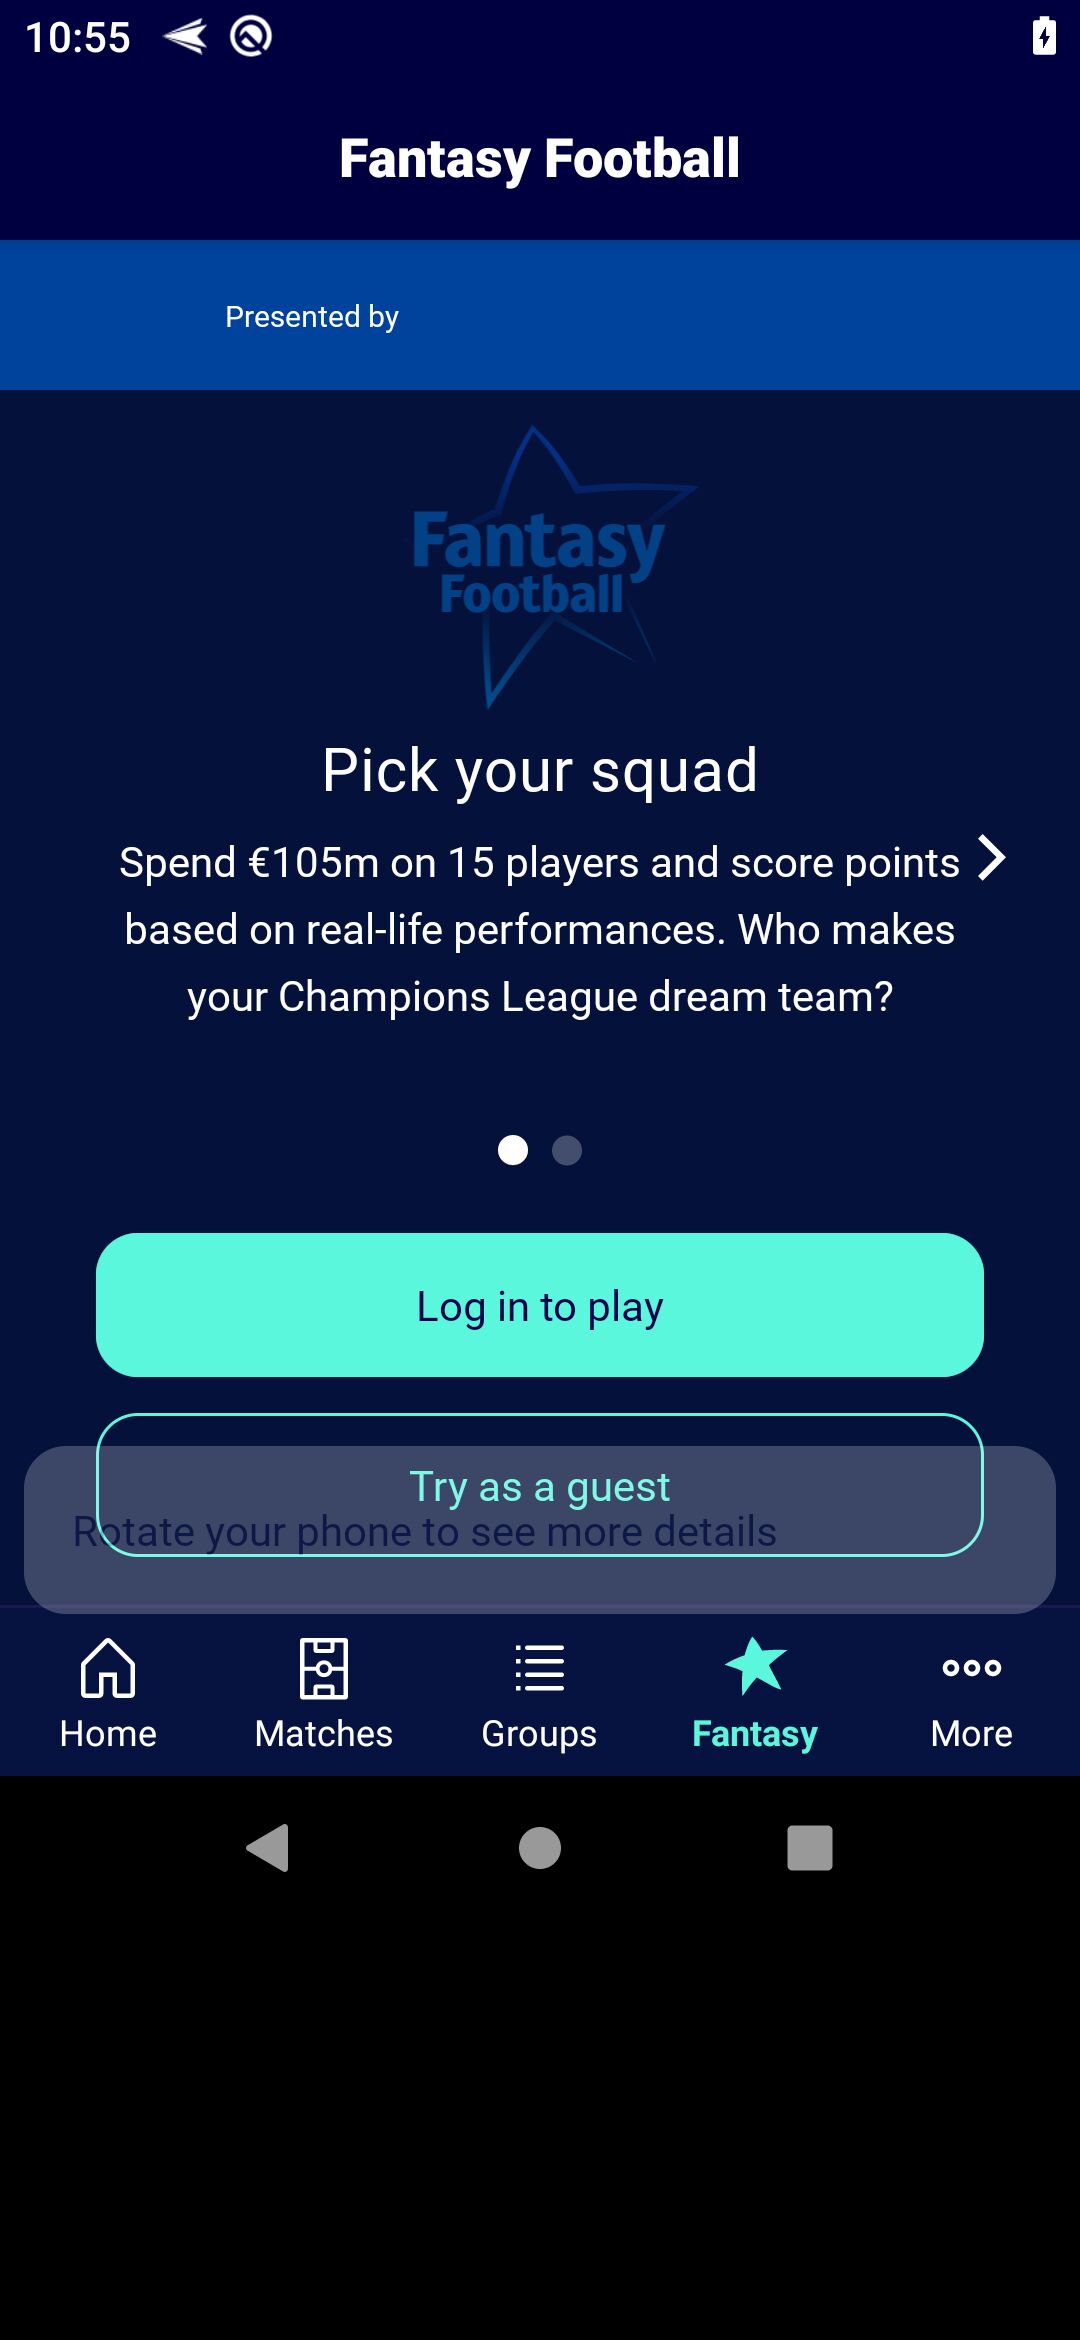 10:55
Fantasy Football
Presented by
Fantasy
Football
Pick your squad
Spend €105m on 15 players and score points
based on real-life performances. Who makes
your Champions League dream team?
Log in to play
Try as a guest
Rotate your phone to see more details
Home
Matches
Groups
Fantasy
More